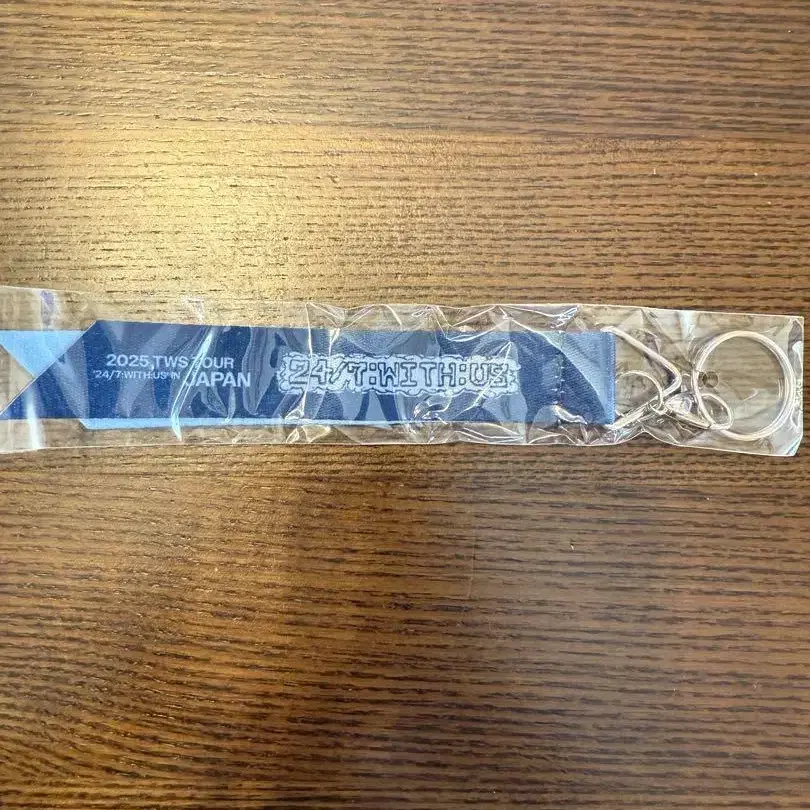 2025 TWS TOUR
'24/7:WITH:US' IN JAPAN
24/7:WITH:US